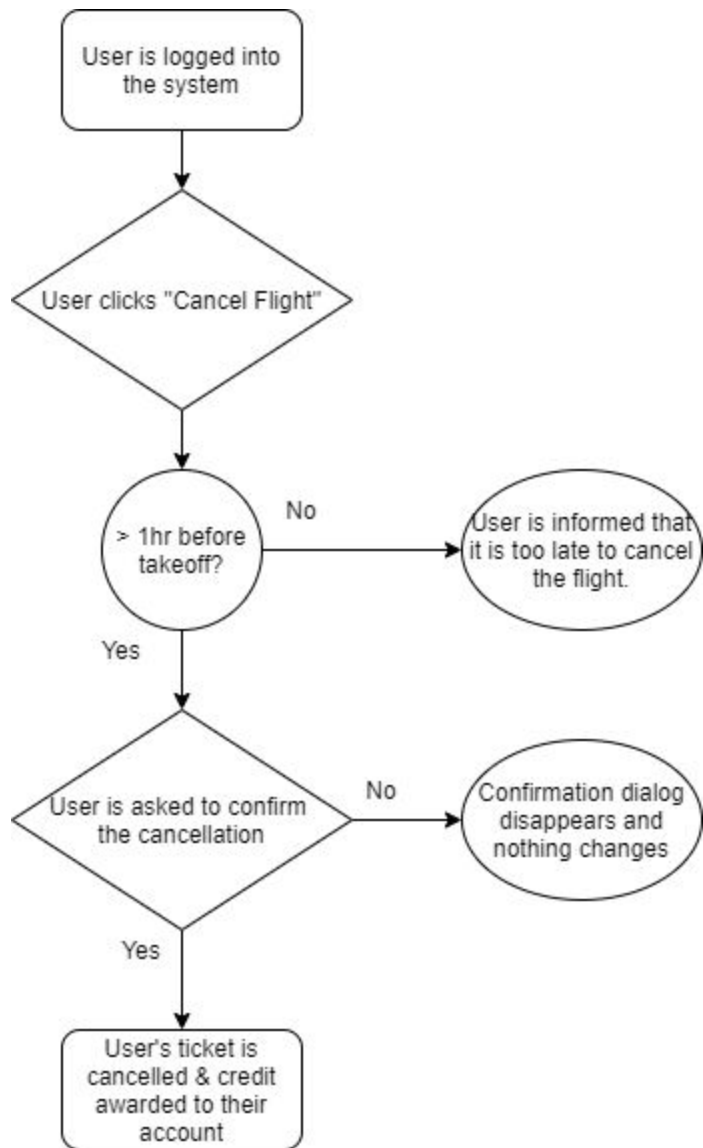 User is logged into
the system
User clicks "Cancel Flight"
> 1hr before
takeoff?
No
User is informed that
it is too late to cancel
the flight.
Yes
User is asked to confirm
the cancellation
No
Confirmation dialog
disappears and
nothing changes
Yes
User's ticket is
cancelled & credit
awarded to their
account